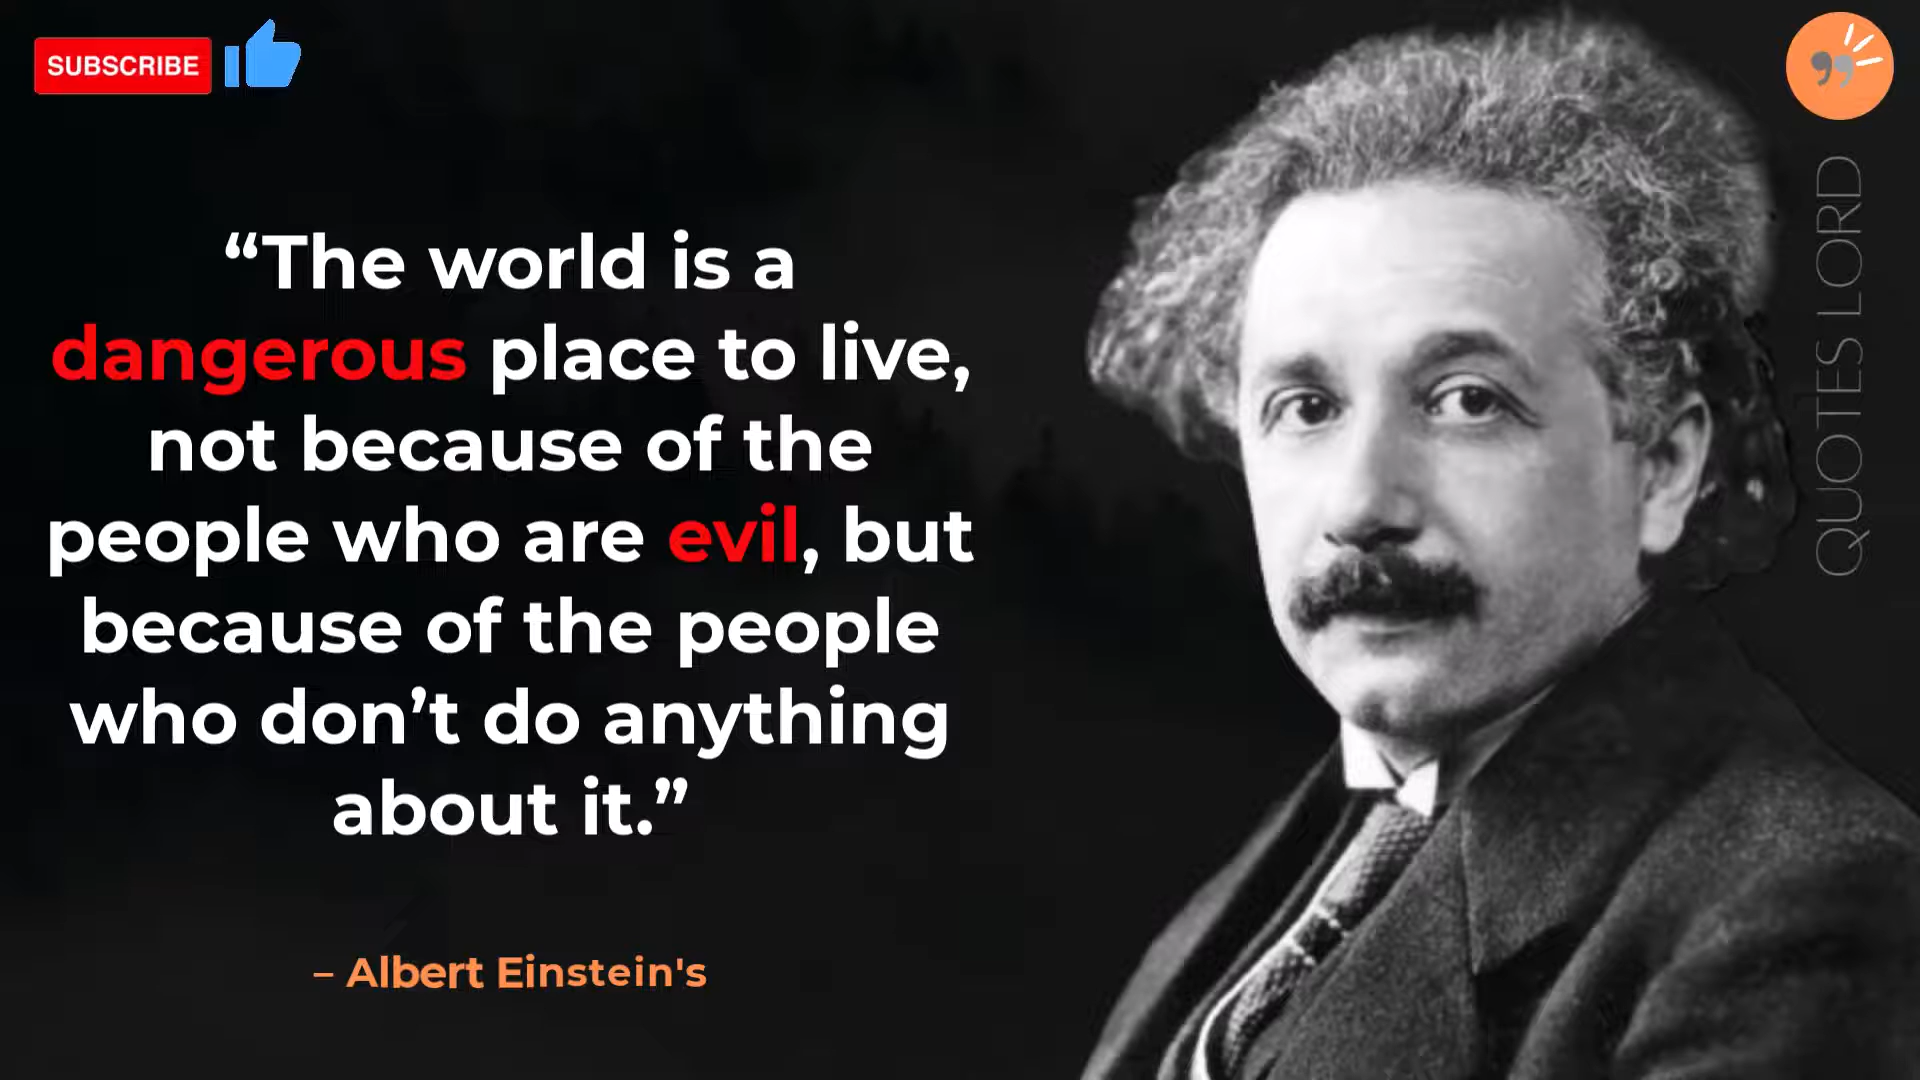 SUBSCRIBE
“The world is a
dangerous place to live,
not because of the
people who are evil, but
because of the people
who don’t do anything
about it.”
– Albert Einstein's
QUOTES LORD